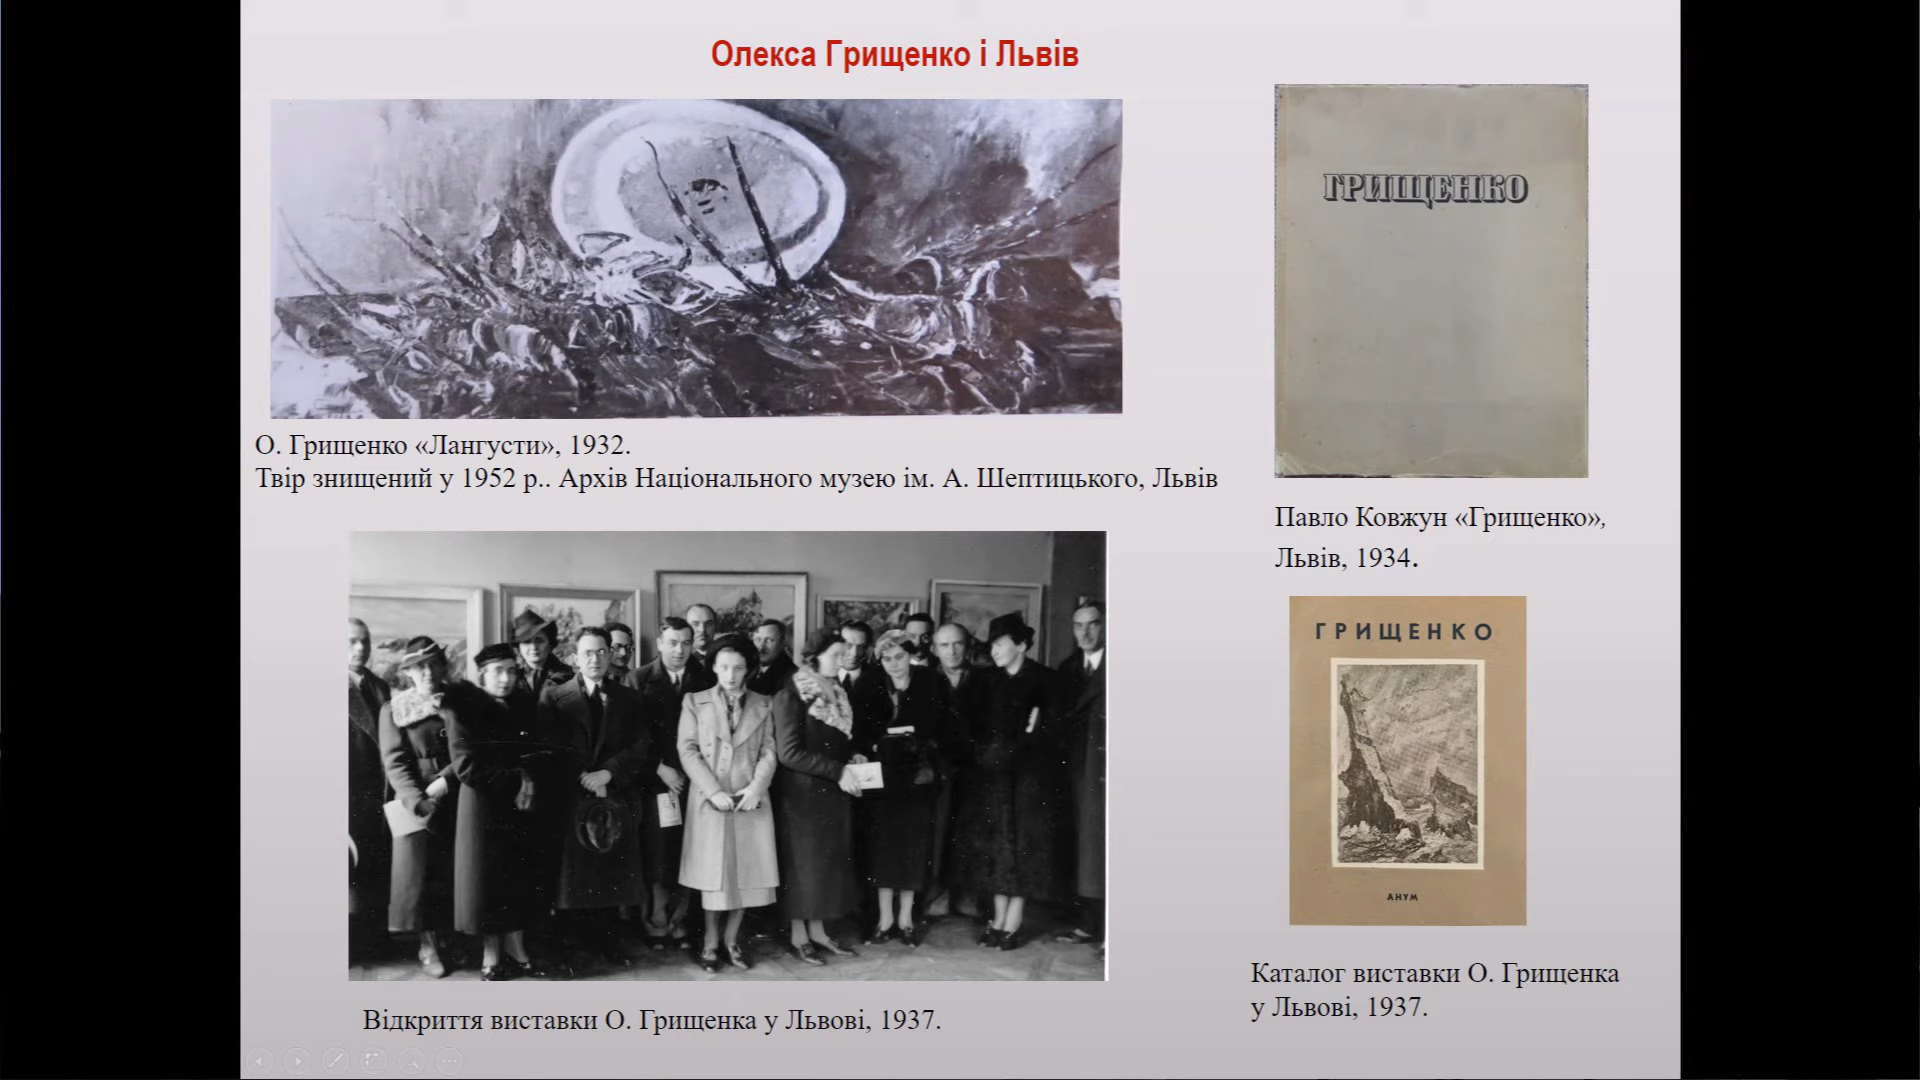 Олекса Грищенко і Львів
ГРИЩЕНКО
О. Грищенко «Лангусти», 1932.
Твір знищений у 1952 р.. Архів Національного музею ім. А. Шептицького, Львів
Павло Ковжун «Грищенко»,
Львів, 1934.
ГРИЩЕНКО
АНУМ
Відкриття виставки О. Грищенка у Львові, 1937.
Каталог виставки О. Грищенка
у Львові, 1937.